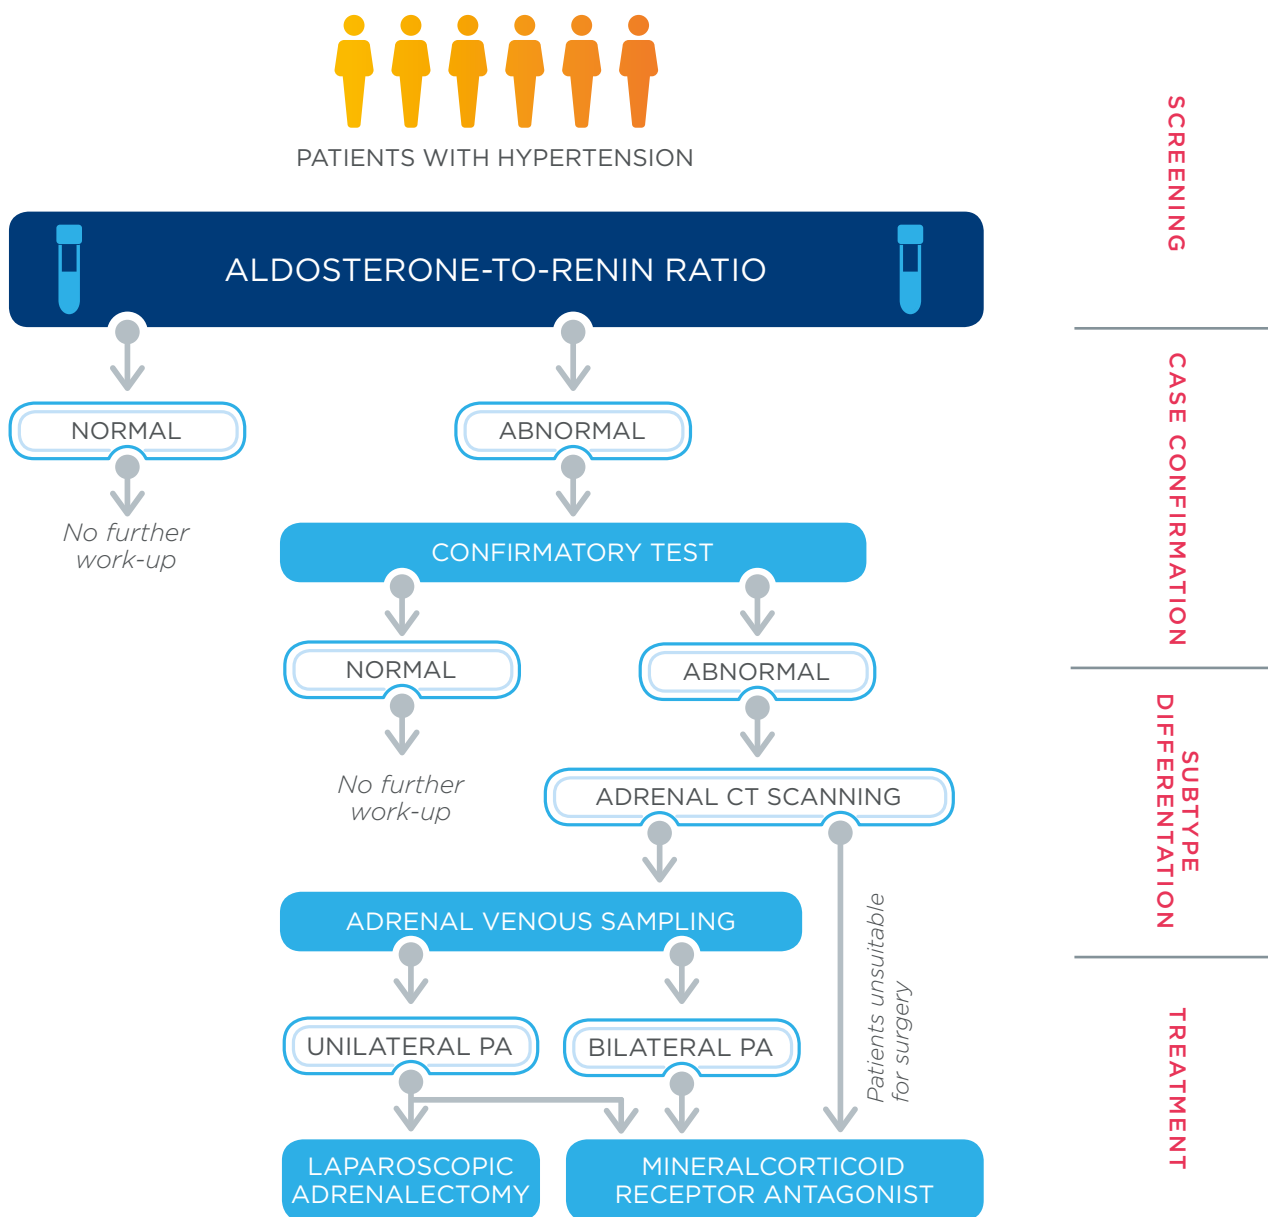 PATIENTS WITH HYPERTENSION
SCREENING
ALDOSTERONE-TO-RENIN RATIO
CASE CONFIRMATION
NORMAL
ABNORMAL
No further
work-up
CONFIRMATORY TEST
NORMAL
ABNORMAL
SUBTYPE
DIFFERENTATION
No further
work-up
ADRENAL CT SCANNING
ADRENAL VENOUS SAMPLING
Patients unsuitable
for surgery
TREATMENT
UNILATERAL PA
BILATERAL PA
LAPAROSCOPIC
ADRENALECTOMY
MINERALCORTICOID
RECEPTOR ANTAGONIST